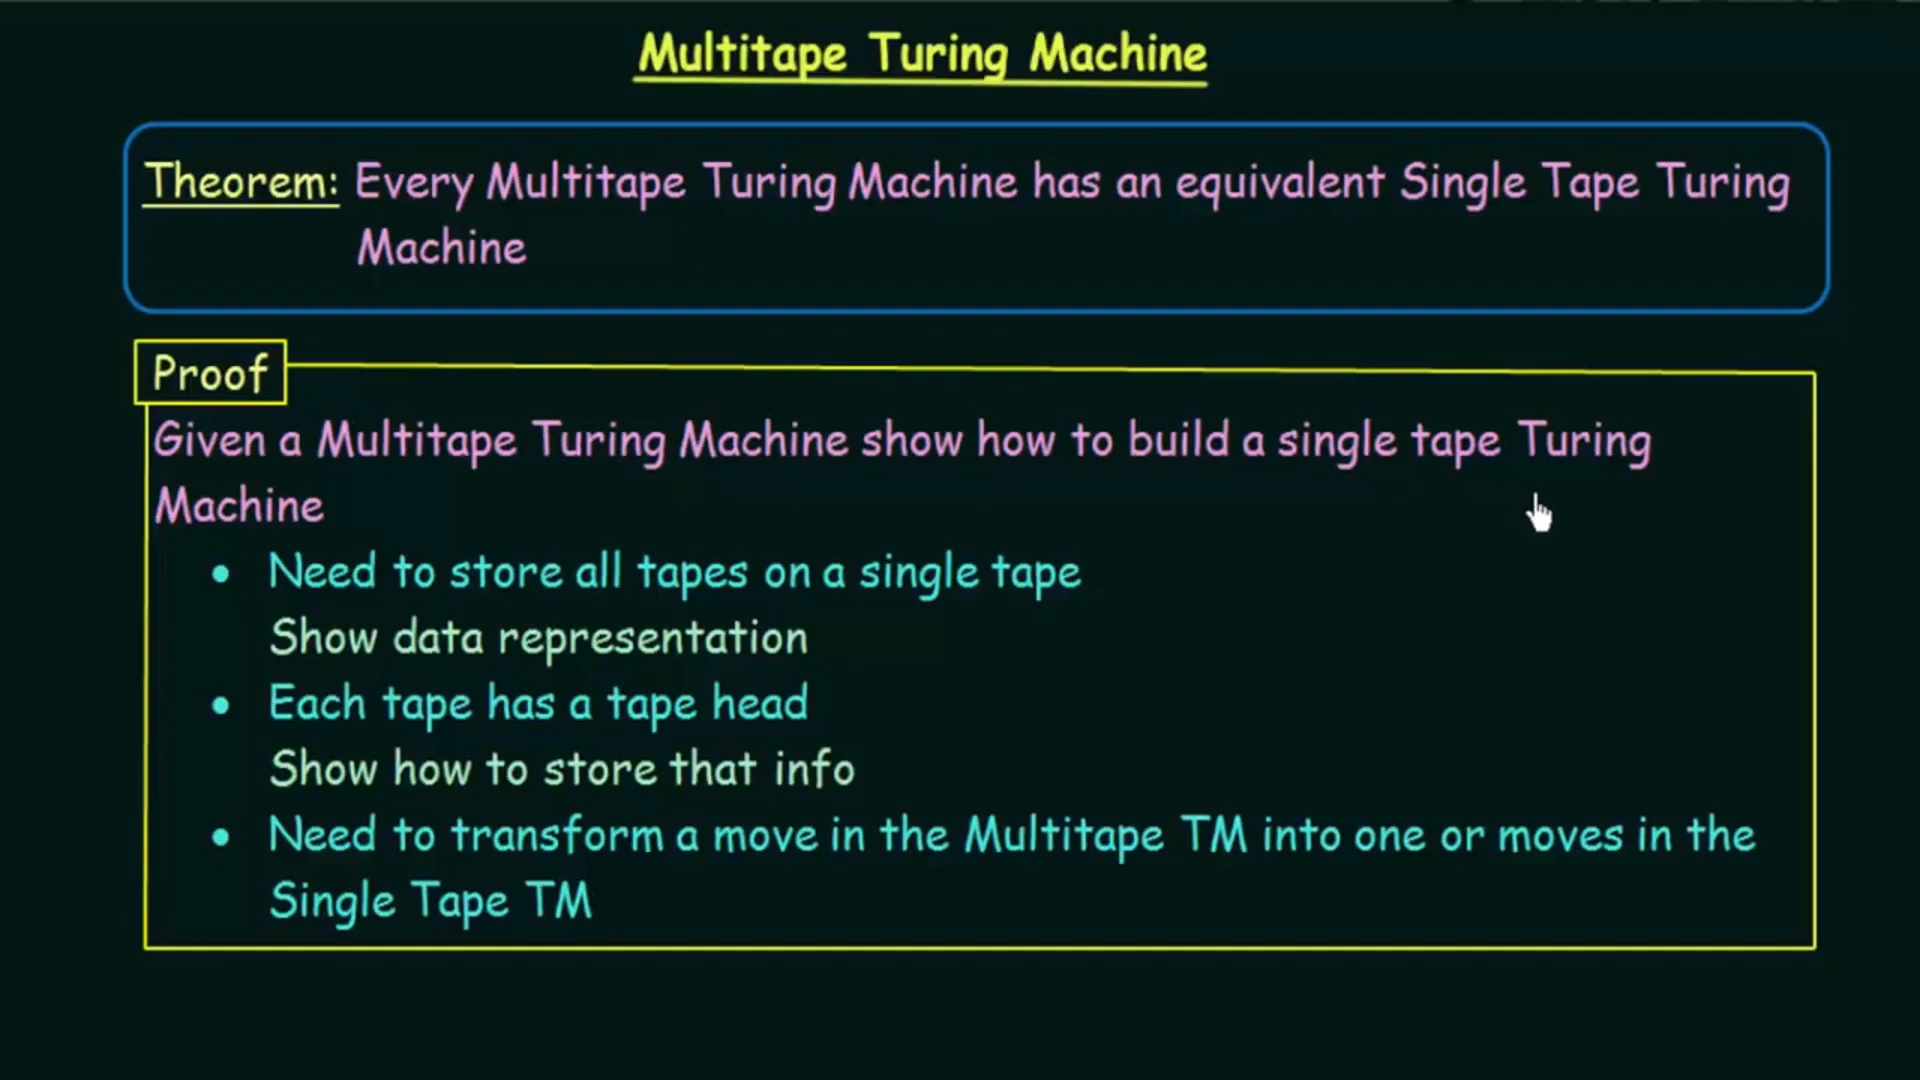 Multitape Turing Machine
Theorem: Every Multitape Turing Machine has an equivalent Single Tape Turing
Machine
Proof
Given a Multitape Turing Machine show how to build a single tape Turing
Machine
• Need to store all tapes on a single tape
Show data representation
• Each tape has a tape head
Show how to store that info
• Need to transform a move in the Multitape TM into one or moves in the
Single Tape TM